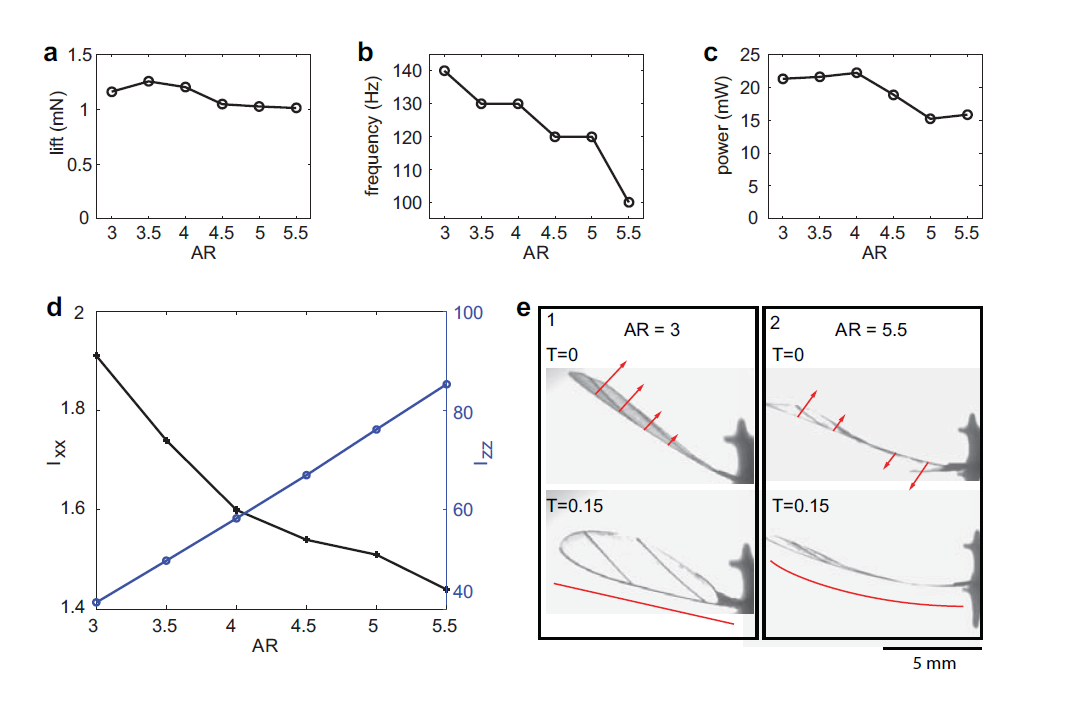 a
1.5
1
0.5
0
lift (mN)
3 3.5 4 4.5 5 5.5
AR
b
140
130
120
110
100
frequency (Hz)
3 3.5 4 4.5 5 5.5
AR
c
25
20
15
10
5
0
power (mW)
3 3.5 4 4.5 5 5.5
AR
d
2
1.8
1.6
1.4
Ixx
100
80
60
40
Izz
3 3.5 4 4.5 5 5.5
AR
e
1
AR = 3
T=0
T=0.15
2
AR = 5.5
T=0
T=0.15
5 mm